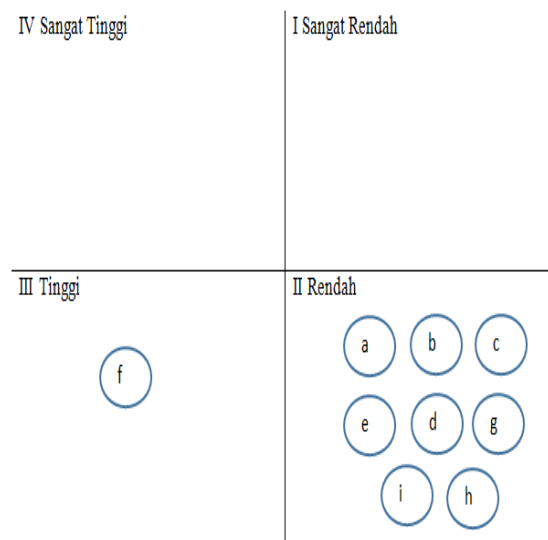 IV Sangat Tinggi
I Sangat Rendah
III Tinggi
II Rendah
f
a b c
e d g
i h